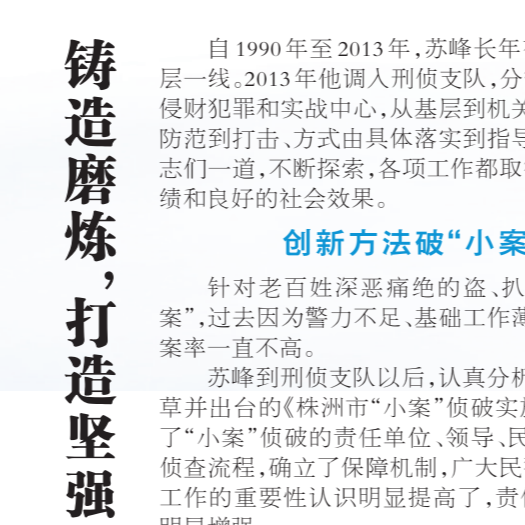 铸造磨炼，打造坚强
自1990年至2013年，苏峰长年
层一线。2013年他调入刑侦支队，分
侵财犯罪和实战中心，从基层到机关
防范到打击、方式由具体落实到指导
志们一道，不断探索，各项工作都取
绩和良好的社会效果。
创新方法破“小案
针对老百姓深恶痛绝的盗、扒
案”，过去因为警力不足、基础工作薄
案率一直不高。
苏峰到刑侦支队以后，认真分析
草并出台的《株洲市“小案”侦破实施
了“小案”侦破的责任单位、领导、民
侦查流程，确立了保障机制，广大民
工作的重要性认识明显提高了，责任